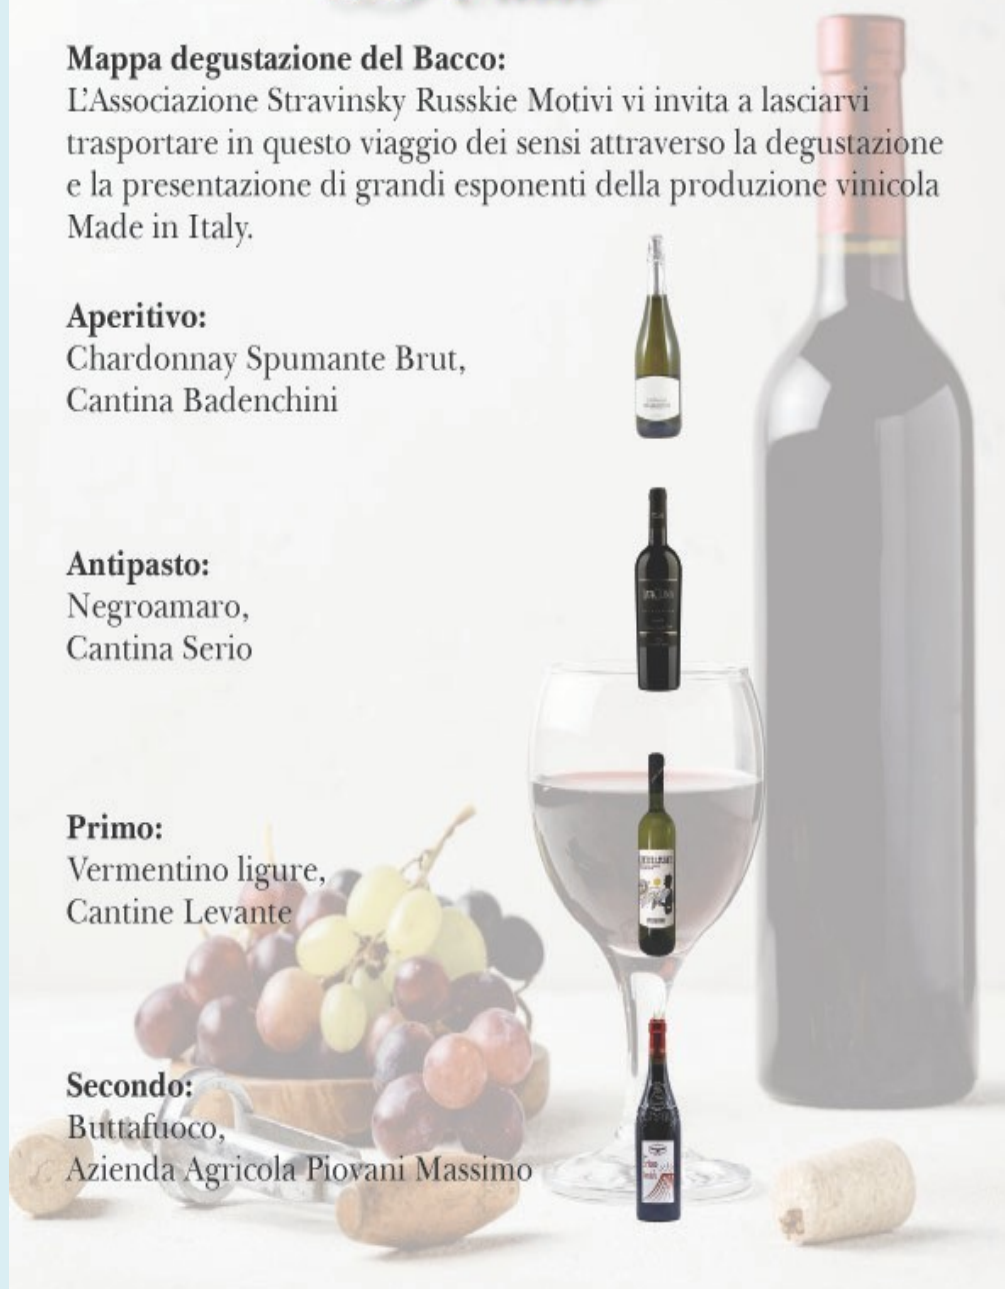 Mappa degustazione del Bacco:
L'Associazione Stravinsky Russkie Motivi vi invita a lasciarvi
trasportare in questo viaggio dei sensi attraverso la degustazione
e la presentazione di grandi esponenti della produzione vinicola
Made in Italy.
Aperitivo:
Chardonnay Spumante Brut,
Cantina Badenchini
Antipasto:
Negroamaro,
Cantina Serio
Primo:
Vermentino ligure,
Cantine Levante
Secondo:
Buttafuoco,
Azienda Agricola Piovani Massimo